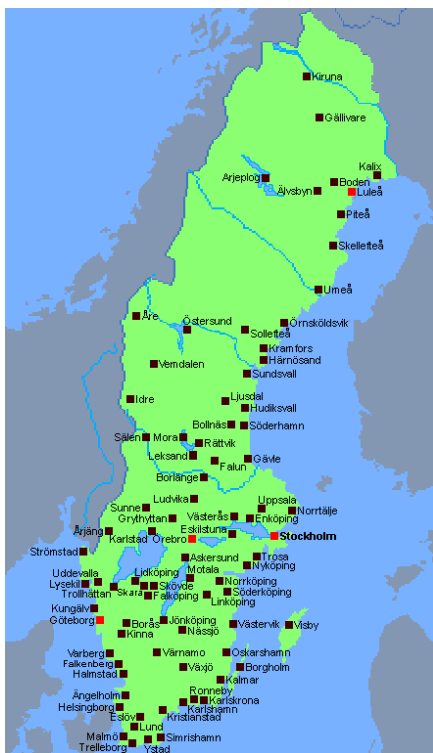 Kiruna
Gällivare
Kalix
Arjeplog
Boden
Älvsbyn
Luleå
Piteå
Skellefteå
Umeå
Åre
Östersund
Örnsköldsvik
Sollefteå
Kramfors
Härnösand
Vemdalen
Sundsvall
Idre
Ljusdal
Hudiksvall
Bollnäs
Söderhamn
Sälen
Mora
Rättvik
Leksand
Falun
Gävle
Borlänge
Ludvika
Uppsala
Sunne
Norrtälje
Grythyttan
Västerås
Enköping
Årjäng
Eskilstuna
Karlstad
Örebro
Stockholm
Strönstad
Askersund
Trosa
Nyköping
Uddevalla
Lidköping
Motala
Lysekil
Norrköping
Trollhättan
Skara
Skövde
Söderköping
Falköping
Linköping
Kungälv
Göteborg
Jönköping
Borås
Västervik
Visby
Kinna
Nässjö
Varberg
Värnamo
Oskarshamn
Falkenberg
Växjö
Borgholm
Halmstad
Kalmar
Ronneby
Ängelholm
Karlskrona
Helsingborg
Karlshamn
Eslöv
Kristianstad
Lund
Malmö
Simrishamn
Trelleborg
Ystad